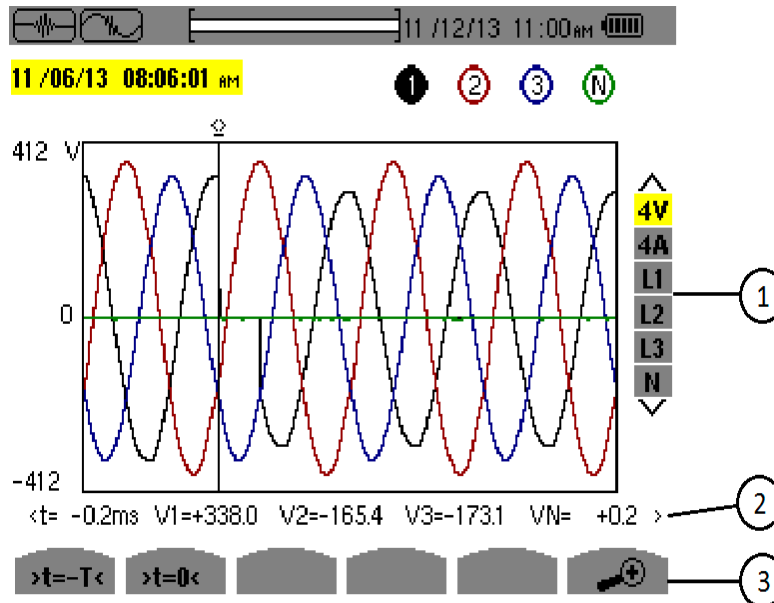 11 /12/13 11:00AM
11 /06/13 08:06:01 AM
1 2 3 N
412 V
0
-412
4V
4A
L1
L2
L3
N
1
<t= -0.2ms V1=+338.0 V2=-165.4 V3=-173.1 VN= +0.2 >
2
>t=-T< >t=0<
3